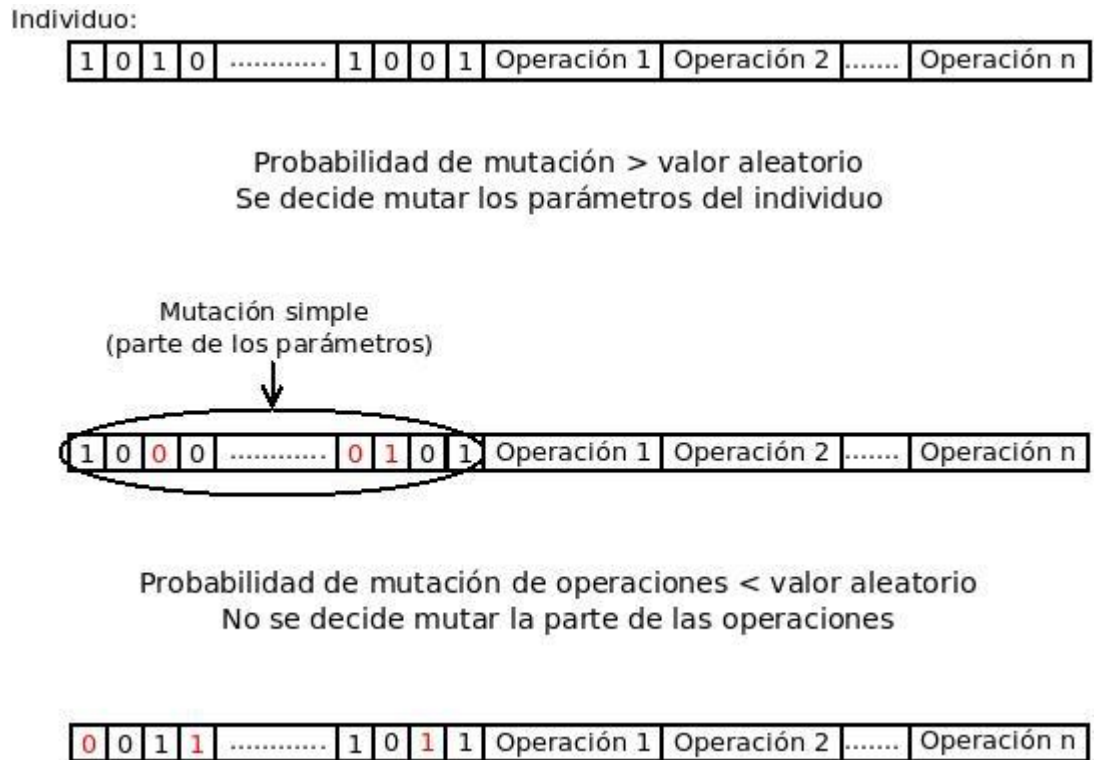 Individuo:
1 0 1 0 ............ 1 0 0 1 Operación 1 Operación 2 ....... Operación n
Probabilidad de mutación > valor aleatorio
Se decide mutar los parámetros del individuo
Mutación simple
(parte de los parámetros)
1 0 0 0 ............ 0 1 0 1 Operación 1 Operación 2 ....... Operación n
Probabilidad de mutación de operaciones < valor aleatorio
No se decide mutar la parte de las operaciones
0 0 1 1 ............ 1 0 1 1 Operación 1 Operación 2 ....... Operación n